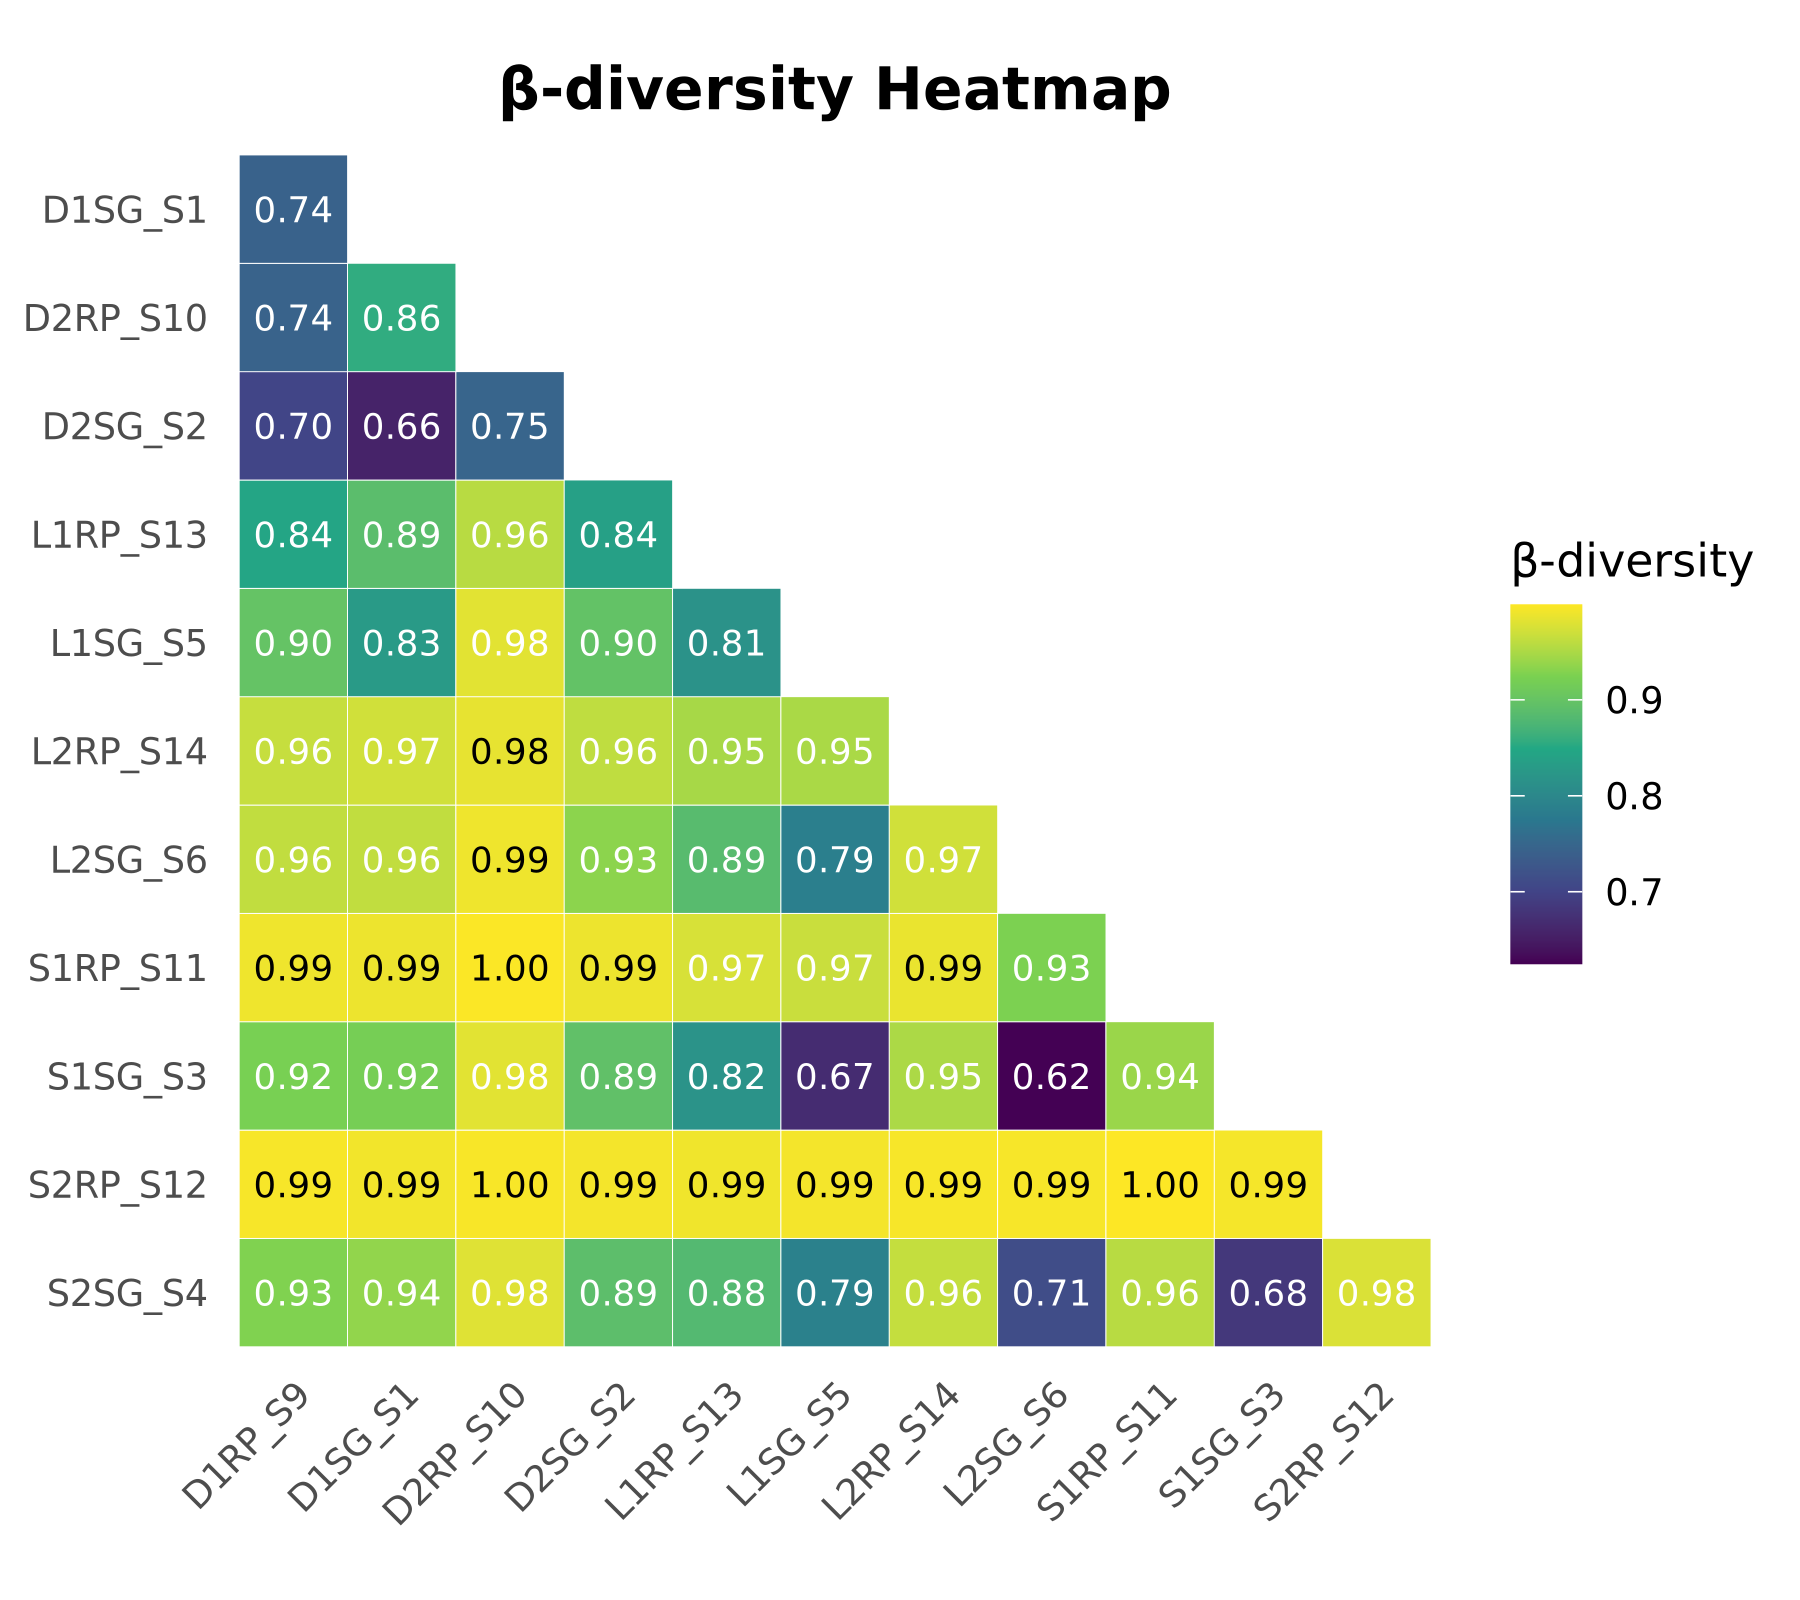 β-diversity Heatmap
D1SG_S1 0.74
D2RP_S10 0.74 0.86
D2SG_S2 0.70 0.66 0.75
L1RP_S13 0.84 0.89 0.96 0.84
L1SG_S5 0.90 0.83 0.98 0.90 0.81
L2RP_S14 0.96 0.97 0.98 0.96 0.95 0.95
L2SG_S6 0.96 0.96 0.99 0.93 0.89 0.79 0.97
S1RP_S11 0.99 0.99 1.00 0.99 0.97 0.97 0.99 0.93
S1SG_S3 0.92 0.92 0.98 0.89 0.82 0.67 0.95 0.62 0.94
S2RP_S12 0.99 0.99 1.00 0.99 0.99 0.99 0.99 0.99 1.00 0.99
S2SG_S4 0.93 0.94 0.98 0.89 0.88 0.79 0.96 0.71 0.96 0.68 0.98
D1RP_S9 D1SG_S1 D2RP_S10 D2SG_S2 L1RP_S13 L1SG_S5 L2RP_S14 L2SG_S6 S1RP_S11 S1SG_S3 S2RP_S12
β-diversity
0.9
0.8
0.7